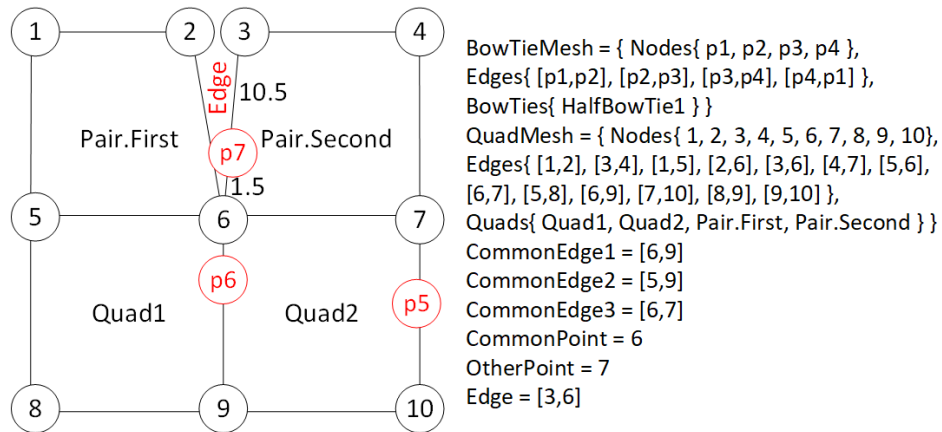 1
2
3
4
Edge
10.5
Pair.First
Pair.Second
p7
1.5
5
6
7
p6
p5
Quad1
Quad2
8
9
10
BowTieMesh = { Nodes{ p1, p2, p3, p4 },
Edges{ [p1,p2], [p2,p3], [p3,p4], [p4,p1] },
BowTies{ HalfBowTie1 } }
QuadMesh = { Nodes{ 1, 2, 3, 4, 5, 6, 7, 8, 9, 10},
Edges{ [1,2], [3,4], [1,5], [2,6], [3,6], [4,7], [5,6],
[6,7], [5,8], [6,9], [7,10], [8,9], [9,10] },
Quads{ Quad1, Quad2, Pair.First, Pair.Second } }
CommonEdge1 = [6,9]
CommonEdge2 = [5,9]
CommonEdge3 = [6,7]
CommonPoint = 6
OtherPoint = 7
Edge = [3,6]